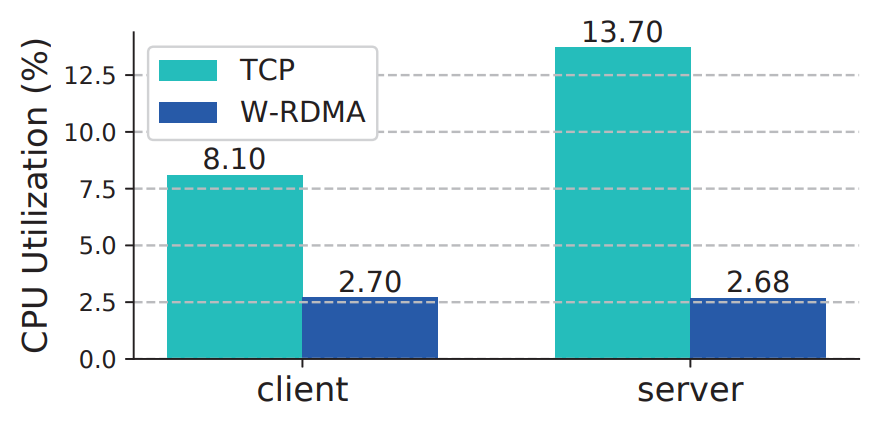 CPU Utilization (%)
12.5
10.0
7.5
5.0
2.5
0.0
TCP
W-RDMA
8.10
2.70
13.70
2.68
client
server